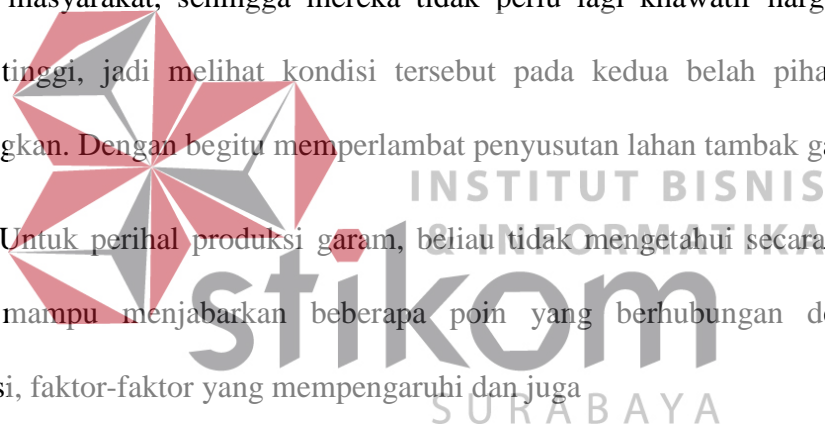 masyarakat, sehingga mereka tidak perlu lagi khawatir harg
tinggi, jadi melihat kondisi tersebut pada kedua belah piha
gkan. Dengan begitu memperlambat penyusutan lahan tambak ga
INSTITUT BISNIS
Untuk perihal produksi garam, beliau tidak mengetahui secara
& INFORMATIKA
stikom
mampu menjabarkan beberapa poin yang berhubungan de
si, faktor-faktor yang mempengaruhi dan juga
SURABAYA